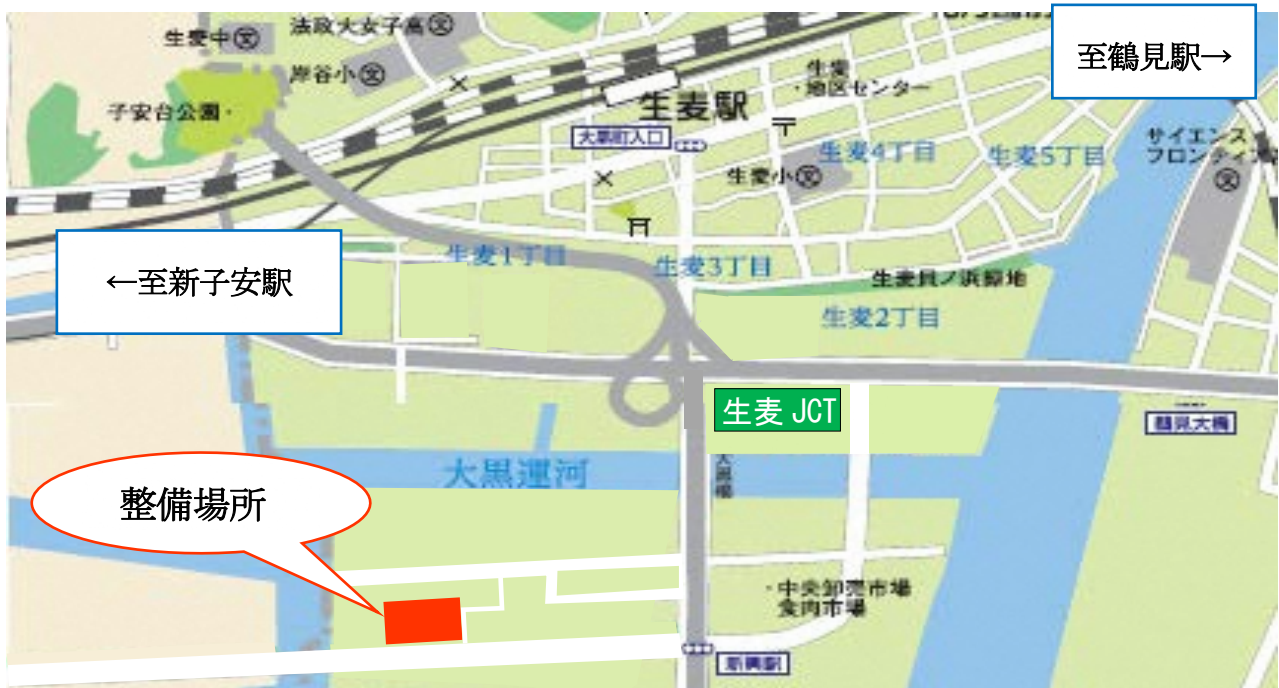 法政大女子高
生麦中
岸谷小
至鶴見駅→
子安台公園・
生麦
・地区センター
生麦駅
大黒町入口
生麦4丁目
生麦5丁目
サイエンス
生麦小
←至新子安駅
生麦1丁目
生麦3丁目
生麦貝ノ浜緑地
生麦2丁目
生麦 JCT
鶴見大橋
大黒運河
大黒橋
整備場所
・中央卸売市場
食肉市場